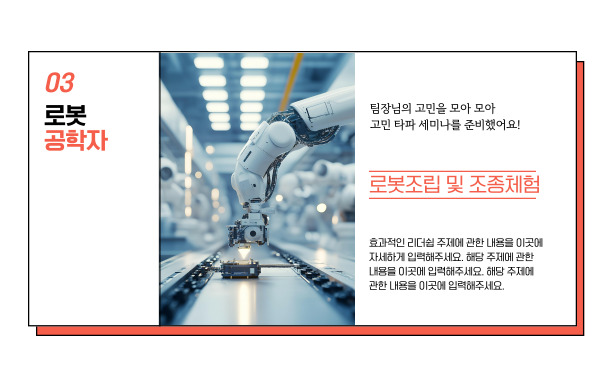 03
로봇
공학자
팀장님의 고민을 모아 모아
고민 타파 세미나를 준비했어요!
로봇조립 및 조종체험
효과적인 리더쉽 주제에 관한 내용을 이곳에
자세하게 입력해주세요. 해당 주제에 관한
내용을 이곳에 입력해주세요. 해당 주제에
관한 내용을 이곳에 입력해주세요.